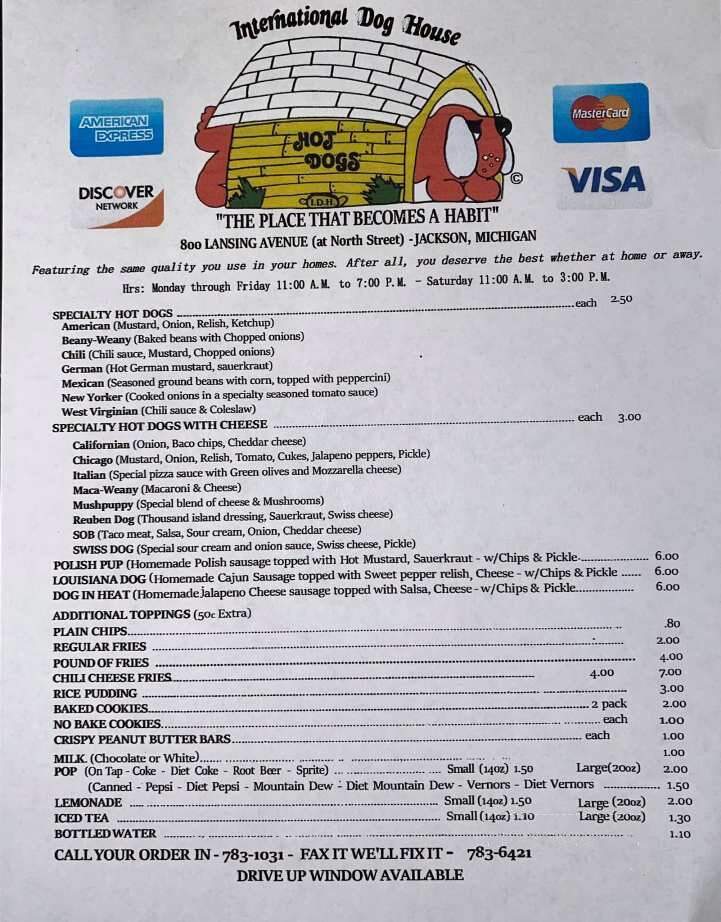 International Dog House
AMERICAN EXPRESS
MasterCard
HOT DOGS
DISCOVER NETWORK
VISA
I.D.H.
©
"THE PLACE THAT BECOMES A HABIT"
800 LANSING AVENUE (at North Street) -JACKSON, MICHIGAN
Featuring the same quality you use in your homes. After all, you deserve the best whether at home or away.
Hrs: Monday through Friday 11:00 A.M. to 7:00 P.M. - Saturday 11:00 A.M. to 3:00 P.M.
SPECIALTY HOT DOGS ..... each 2.50
American (Mustard, Onion, Relish, Ketchup)
Beany-Weany (Baked beans with Chopped onions)
Chili (Chili sauce, Mustard, Chopped onions)
German (Hot German mustard, sauerkraut)
Mexican (Seasoned ground beans with corn, topped with peppercini)
New Yorker (Cooked onions in a specialty seasoned tomato sauce)
West Virginian (Chili sauce & Coleslaw)
SPECIALTY HOT DOGS WITH CHEESE ..... each 3.00
Californian (Onion, Baco chips, Cheddar cheese)
Chicago (Mustard, Onion, Relish, Tomato, Cukes, Jalapeno peppers, Pickle)
Italian (Special pizza sauce with Green olives and Mozzarella cheese)
Maca-Weany (Macaroni & Cheese)
Mushpuppy (Special blend of cheese & Mushrooms)
Reuben Dog (Thousand island dressing, Sauerkraut, Swiss cheese)
SOB (Taco meat, Salsa, Sour cream, Onion, Cheddar cheese)
SWISS DOG (Special sour cream and onion sauce, Swiss cheese, Pickle)
POLISH PUP (Homemade Polish sausage topped with Hot Mustard, Sauerkraut - w/Chips & Pickle..... 6.00
LOUISIANA DOG (Homemade Cajun Sausage topped with Sweet pepper relish, Cheese - w/Chips & Pickle ..... 6.00
DOG IN HEAT (Homemade Jalapeno Cheese sausage topped with Salsa, Cheese - w/Chips & Pickle..... 6.00
ADDITIONAL TOPPINGS (50c Extra)
PLAIN CHIPS..... .80
REGULAR FRIES ..... 2.00
POUND OF FRIES ..... 4.00
CHILI CHEESE FRIES..... 4.00 7.00
RICE PUDDING ..... 3.00
BAKED COOKIES..... 2 pack 2.00
NO BAKE COOKIES..... each 1.00
CRISPY PEANUT BUTTER BARS..... each 1.00
MILK (Chocolate or White)..... 1.00
POP (On Tap - Coke - Diet Coke - Root Beer - Sprite) ..... Small (14oz) 1.50 Large(20oz) 2.00
(Canned - Pepsi - Diet Pepsi - Mountain Dew - Diet Mountain Dew - Vernors - Diet Vernors ..... 1.50
LEMONADE ..... Small (14oz) 1.50 Large (20oz) 2.00
ICED TEA ..... Small (14oz) 1.10 Large (20oz) 1.30
BOTTLED WATER ..... 1.10
CALL YOUR ORDER IN - 783-1031 - FAX IT WE'LL FIX IT - 783-6421
DRIVE UP WINDOW AVAILABLE